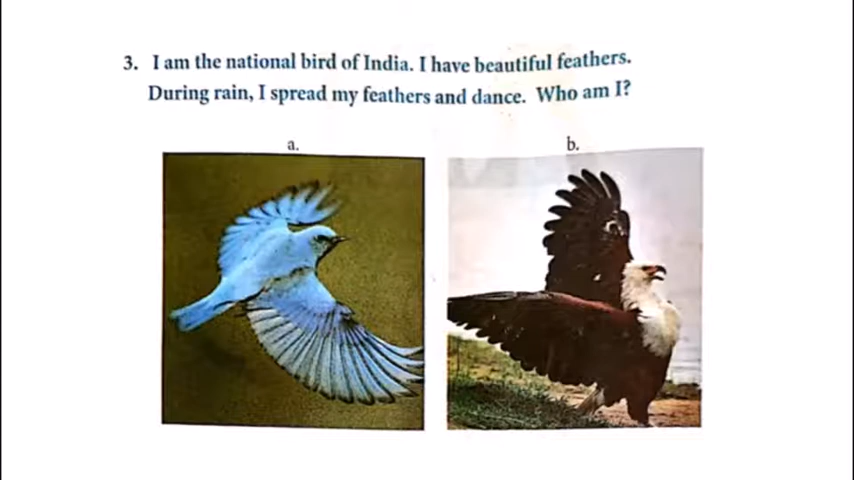 3. I am the national bird of India. I have beautiful feathers.
During rain, I spread my feathers and dance. Who am I?
a.
b.